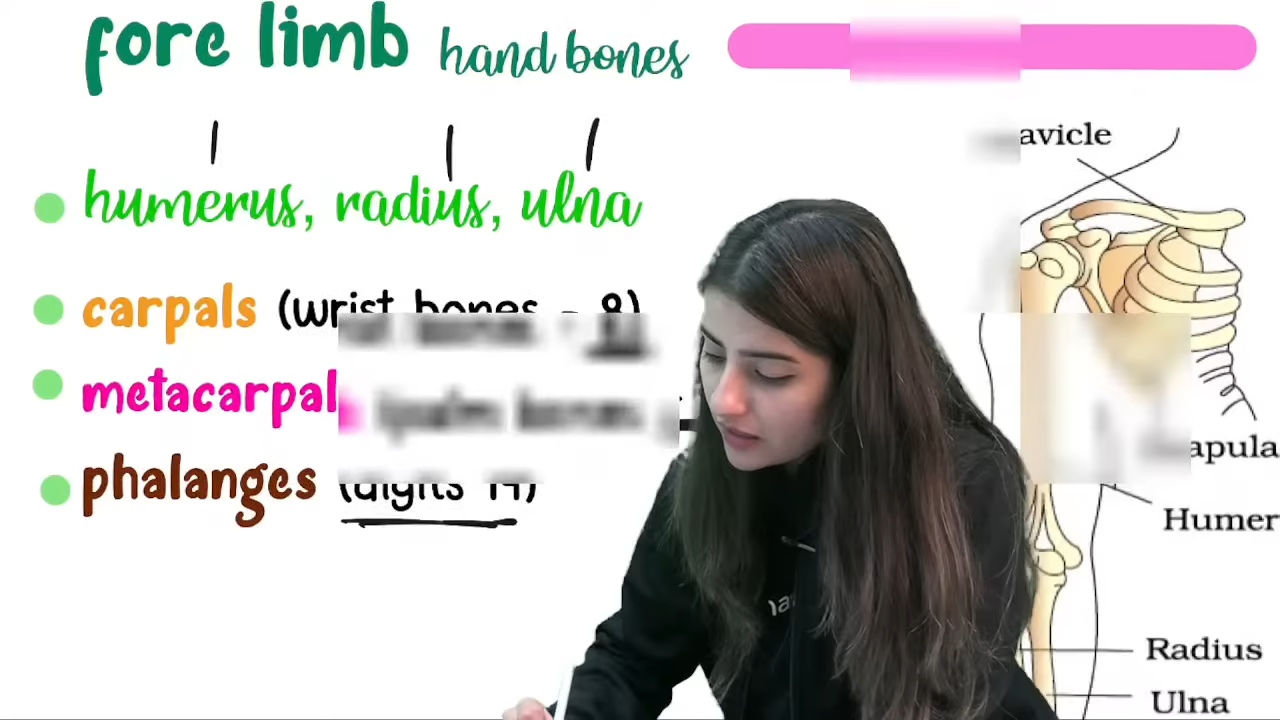 fore limb hand bones
humerus, radius, ulna
carpals (wrist bones - 8)
metacarpal
phalanges (digits 14)
avicle
apula
Humer
Radius
Ulna